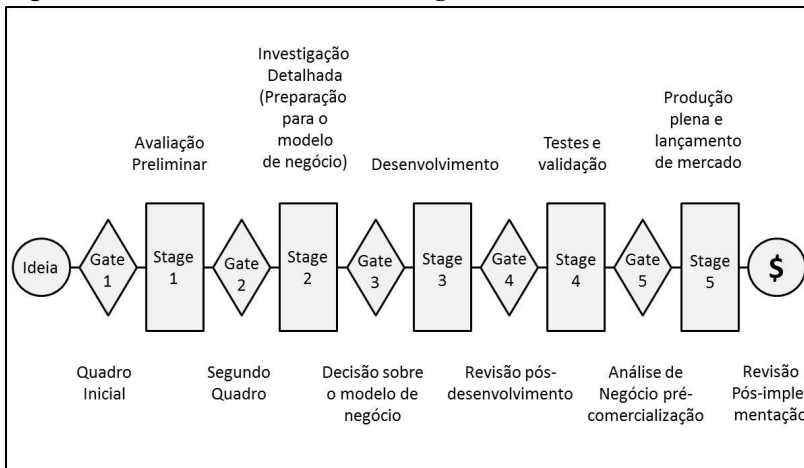 Investigação
Detalhada
(Preparação
para o
modelo
de negócio)
Avaliação
Preliminar
Desenvolvimento
Testes e
validação
Produção
plena e
lançamento
de mercado
Ideia
Gate
1
Stage
1
Gate
2
Stage
2
Gate
3
Stage
3
Gate
4
Stage
4
Gate
5
Stage
5
$
Quadro
Inicial
Segundo
Quadro
Decisão sobre
o modelo de
negócio
Revisão pós-
desenvolvimento
Análise de
Negócio pré-
comercialização
Revisão
Pós-imple
mentação